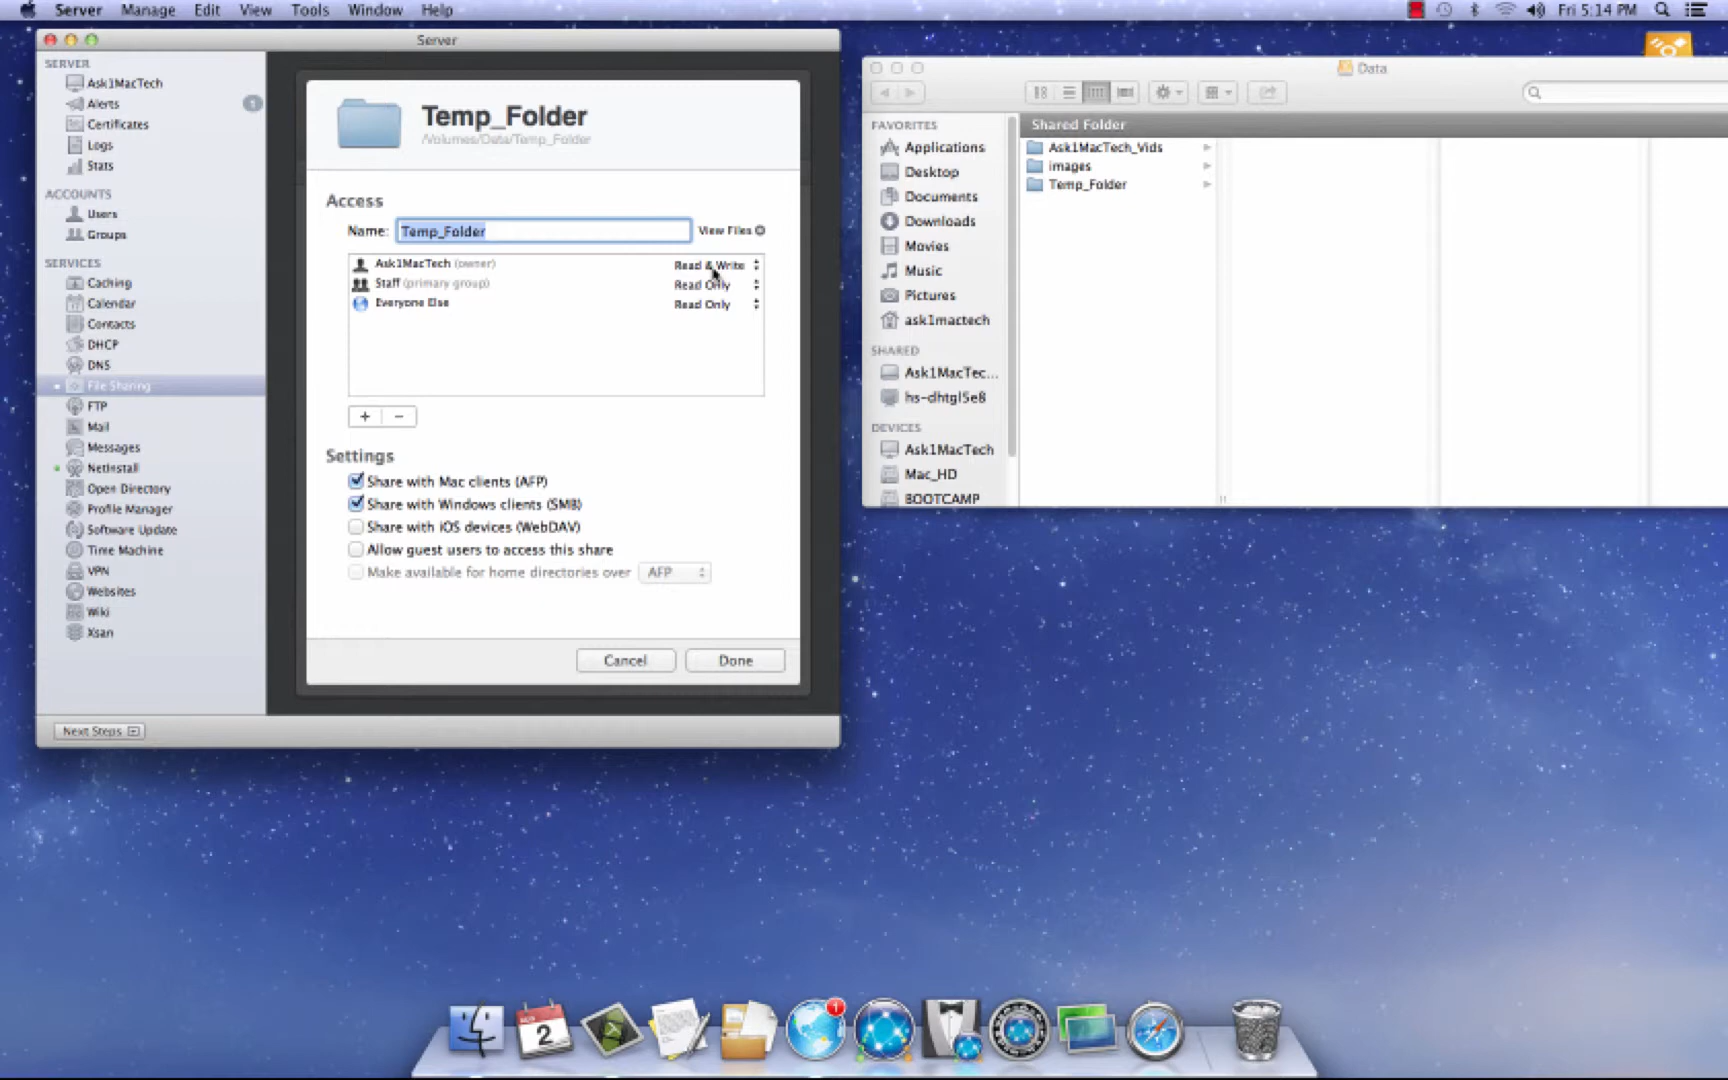 Server Manage Edit View Tools Window Help
Fri 5:14 PM
Server
SERVER
Ask1MacTech
Alerts
1
Certificates
Logs
Stats
ACCOUNTS
Users
Groups
SERVICES
Caching
Calendar
Contacts
DHCP
DNS
File Sharing
FTP
Mail
Messages
NetInstall
Open Directory
Profile Manager
Software Update
Time Machine
VPN
Websites
Wiki
Xsan
Next Steps
Temp_Folder
/Volumes/Data/Temp_Folder
Access
Name: Temp_Folder View Files
Ask1MacTech (owner) Read & Write
Staff (primary group) Read Only
Everyone Else Read Only
+ −
Settings
Share with Mac clients (AFP)
Share with Windows clients (SMB)
Share with iOS devices (WebDAV)
Allow guest users to access this share
Make available for home directories over AFP
Cancel Done
Data
FAVORITES
Applications
Desktop
Documents
Downloads
Movies
Music
Pictures
ask1mactech
SHARED
Ask1MacTec...
hs-dhtgl5e8
DEVICES
Ask1MacTech
Mac_HD
BOOTCAMP
Shared Folder
Ask1MacTech_Vids
images
Temp_Folder
2
1